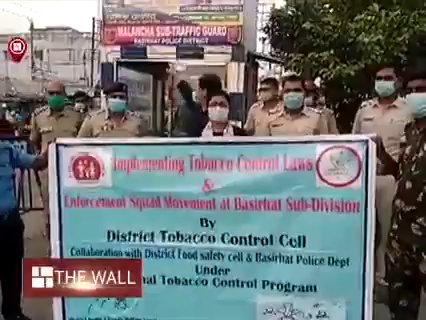 MALANCHA SUB-TRAFFIC GUARD
BASIRHAT POLICE DISTRICT
Implementing Tobacco Control Laws
&
Enforcement Squad Movement at Basirhat Sub-Division
By
District Tobacco Control Cell
Collaboration with District Food safety cell & Basirhat Police Dept
Under
Tobacco Control Program
THE WALL